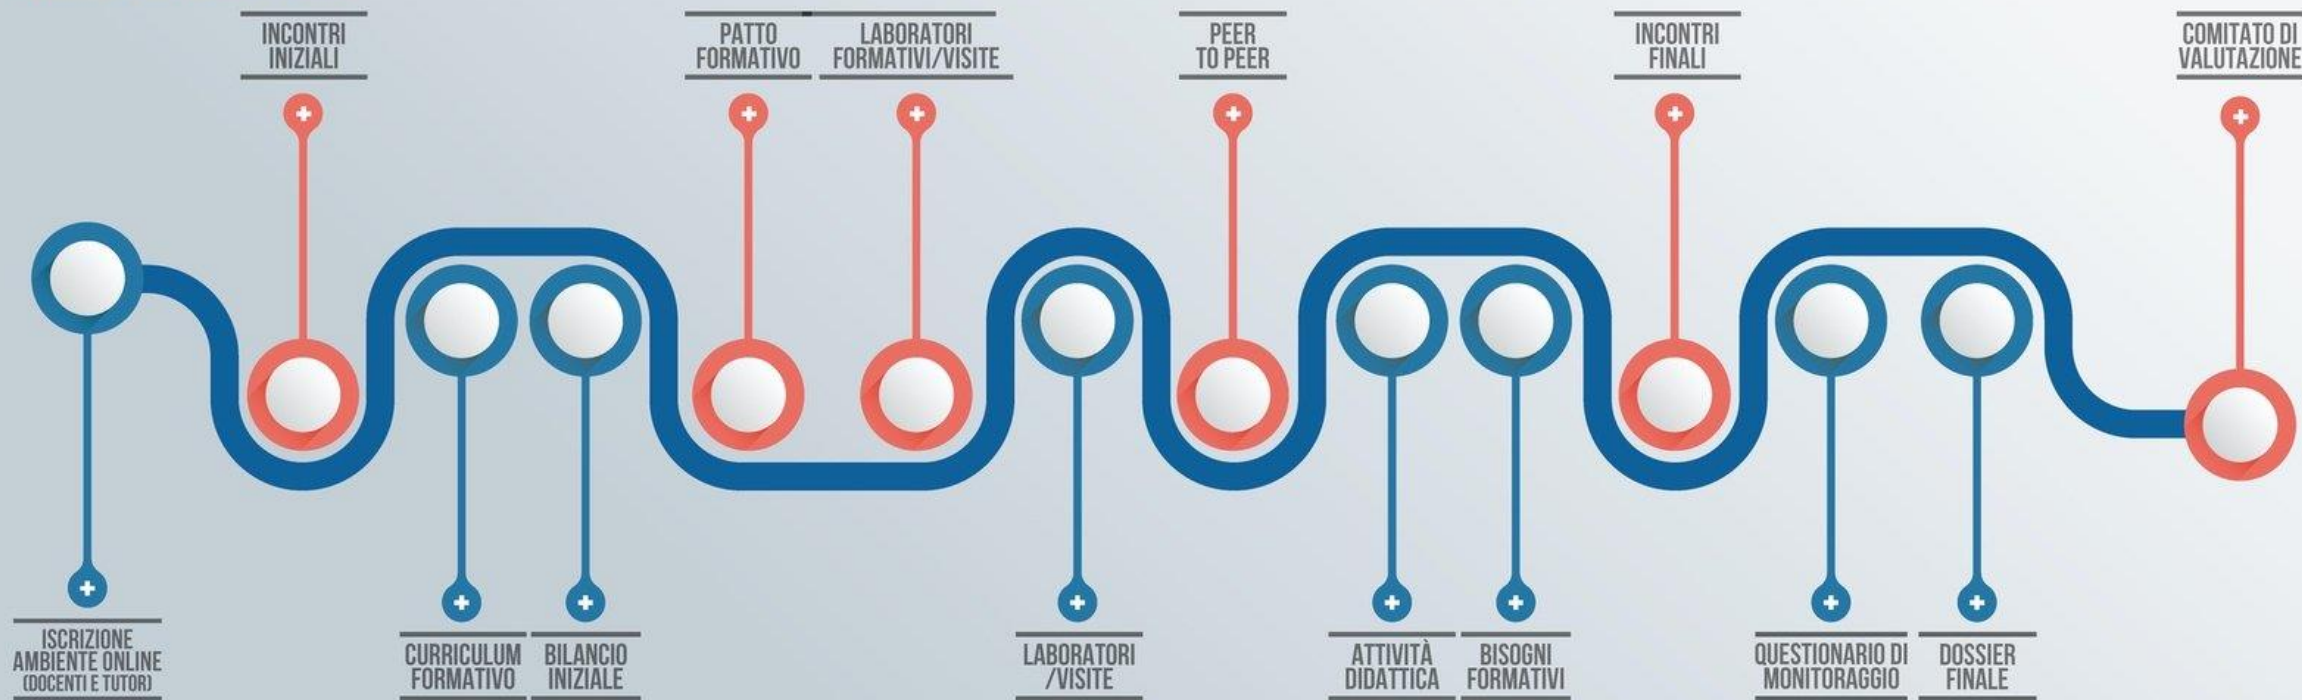 INCONTRI
INIZIALI
PATTO
FORMATIVO
LABORATORI
FORMATIVI/VISITE
PEER
TO PEER
INCONTRI
FINALI
COMITATO DI
VALUTAZIONE
ISCRIZIONE
AMBIENTE ONLINE
(DOCENTI E TUTOR)
CURRICULUM
FORMATIVO
BILANCIO
INIZIALE
LABORATORI
/VISITE
ATTIVITÀ
DIDATTICA
BISOGNI
FORMATIVI
QUESTIONARIO DI
MONITORAGGIO
DOSSIER
FINALE